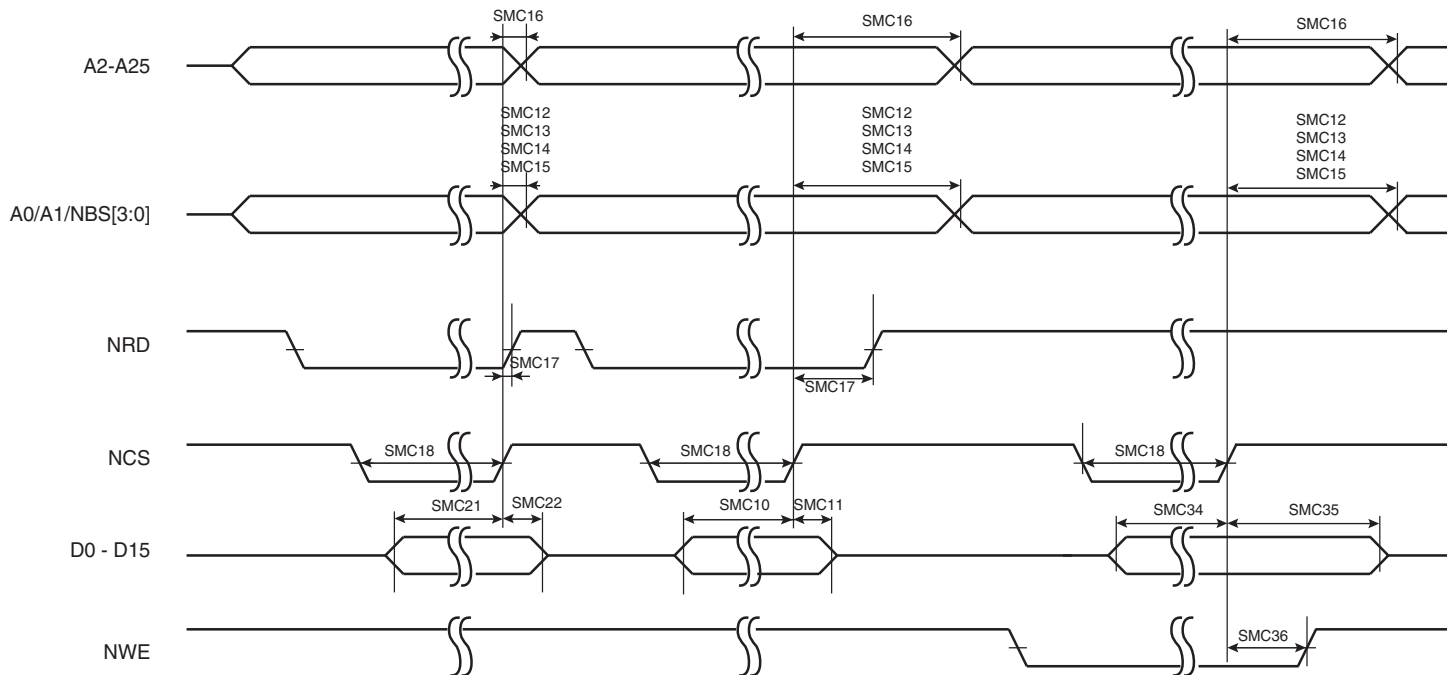 SMC16
SMC16
SMC16
A2-A25
SMC12
SMC13
SMC14
SMC15
SMC12
SMC13
SMC14
SMC15
SMC12
SMC13
SMC14
SMC15
A0/A1/NBS[3:0]
NRD
SMC17
SMC17
NCS
SMC18
SMC18
SMC18
SMC21
SMC22
SMC10
SMC11
SMC34
SMC35
D0 - D15
NWE
SMC36